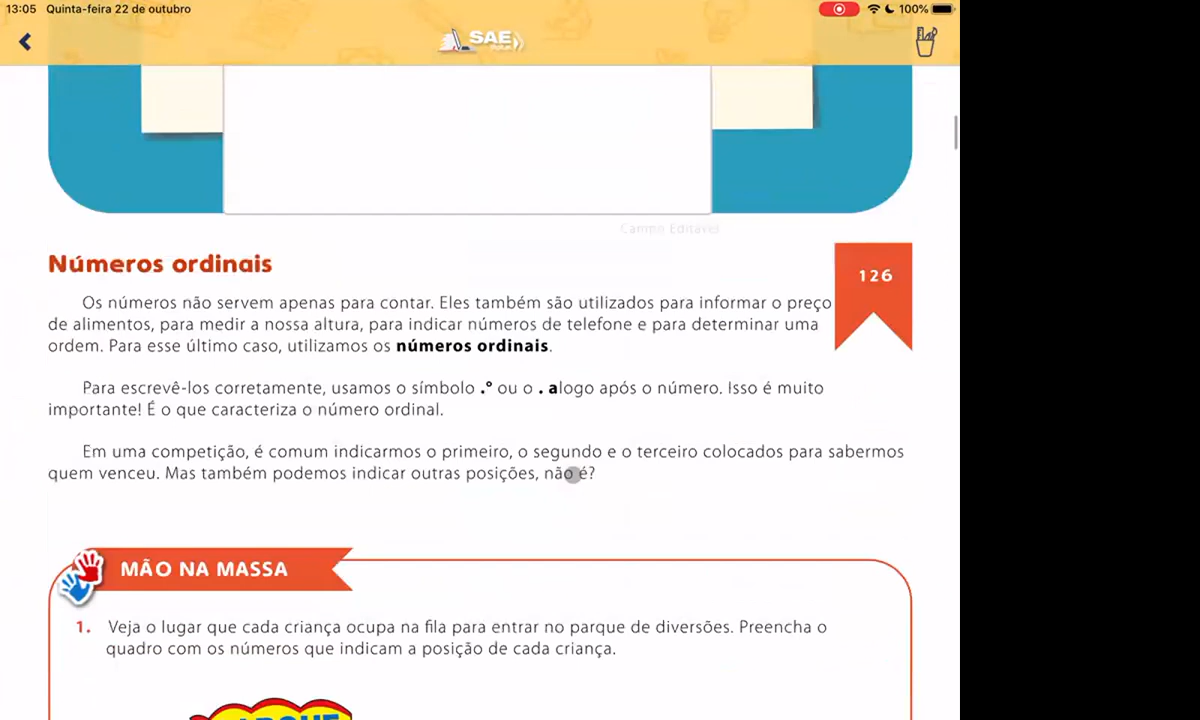 13:05 Quinta-feira 22 de outubro
100%
SAE
digital
Campo Editável
Números ordinais
126
Os números não servem apenas para contar. Eles também são utilizados para informar o preço
de alimentos, para medir a nossa altura, para indicar números de telefone e para determinar uma
ordem. Para esse último caso, utilizamos os números ordinais.
Para escrevê-los corretamente, usamos o símbolo .° ou o . alogo após o número. Isso é muito
importante! É o que caracteriza o número ordinal.
Em uma competição, é comum indicarmos o primeiro, o segundo e o terceiro colocados para sabermos
quem venceu. Mas também podemos indicar outras posições, não é?
MÃO NA MASSA
1. Veja o lugar que cada criança ocupa na fila para entrar no parque de diversões. Preencha o
quadro com os números que indicam a posição de cada criança.